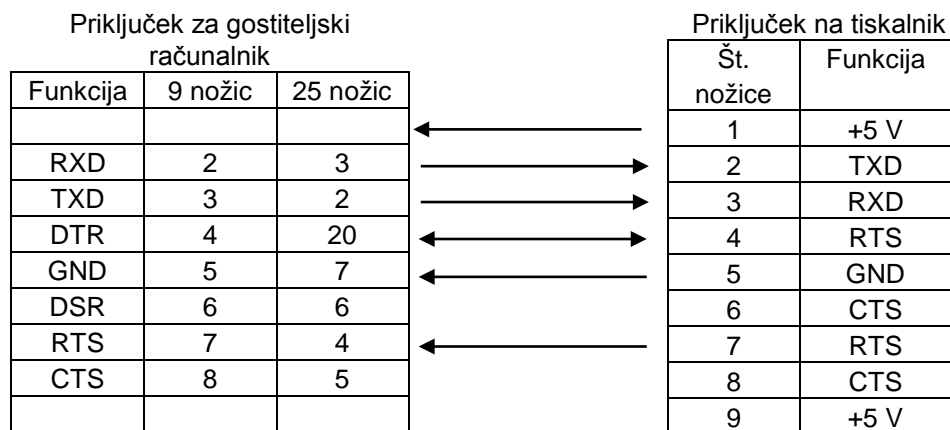 Priključek za gostiteljski
računalnik
Funkcija 9 nožic 25 nožic
RXD 2 3
TXD 3 2
DTR 4 20
GND 5 7
DSR 6 6
RTS 7 4
CTS 8 5
Priključek na tiskalnik
Št. Funkcija
nožice
1 +5 V
2 TXD
3 RXD
4 RTS
5 GND
6 CTS
7 RTS
8 CTS
9 +5 V